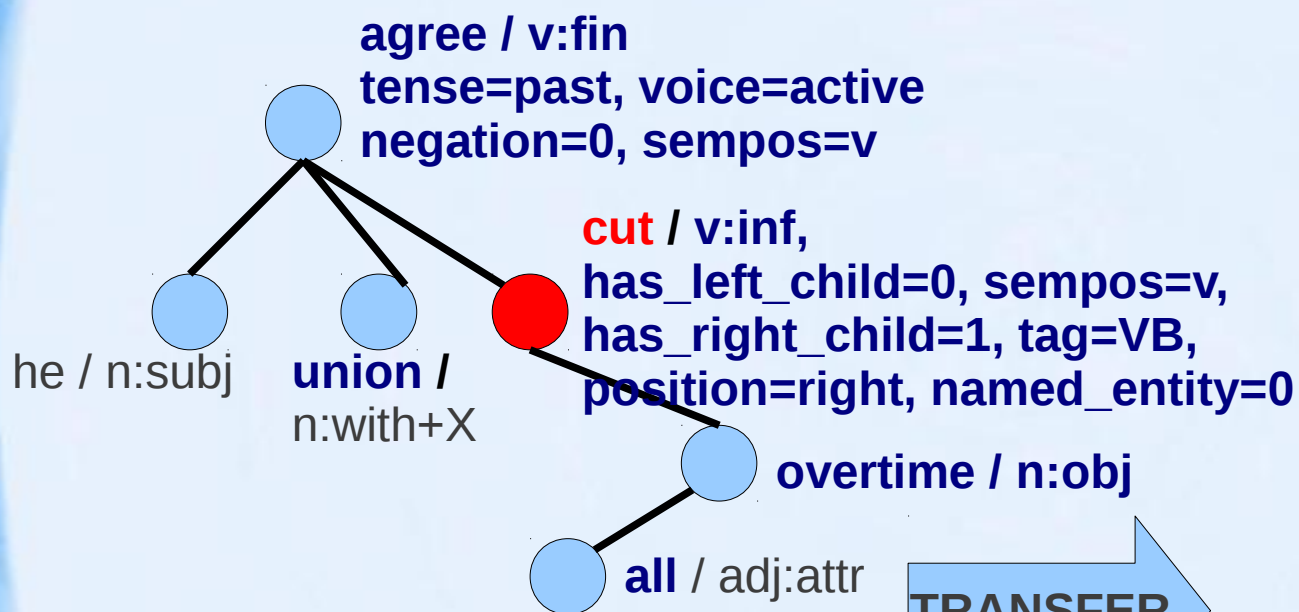 agree / v:fin
tense=past, voice=active
negation=0, sempos=v
cut / v:inf,
has_left_child=0, sempos=v,
has_right_child=1, tag=VB,
position=right, named_entity=0
he / n:subj
union /
n:with+X
overtime / n:obj
all / adj:attr
TRANSFER